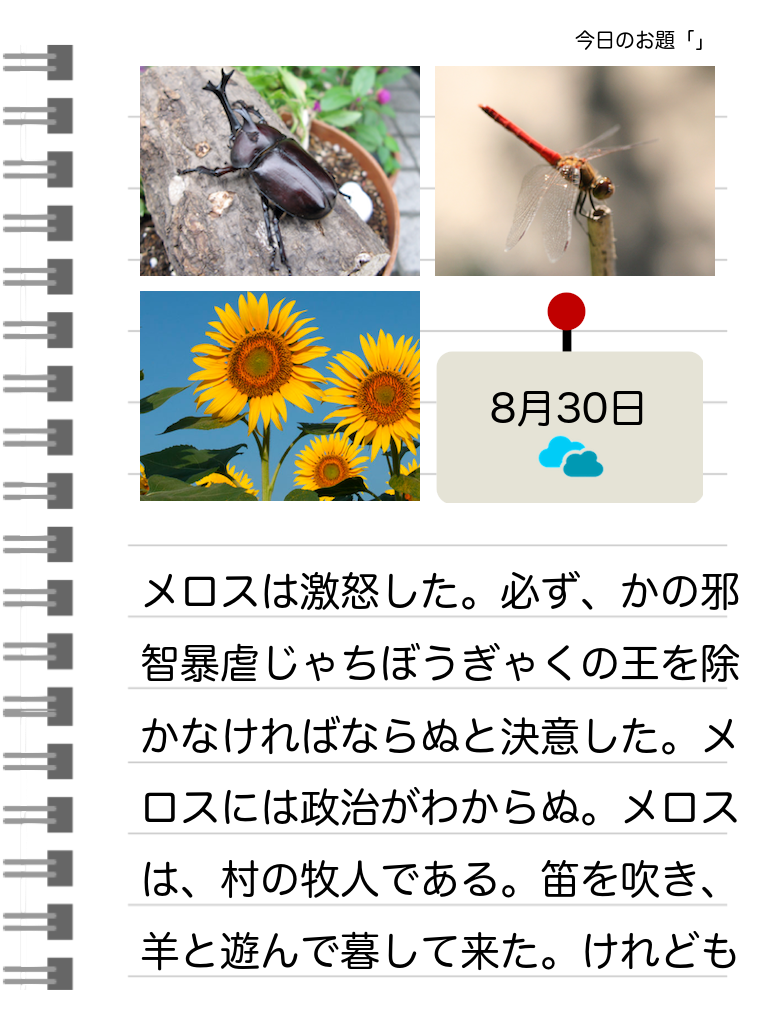 今日のお題「」
8月30日
メロスは激怒した。必ず、かの邪
智暴虐じゃちぼうぎゃくの王を除
かなければならぬと決意した。メ
ロスには政治がわからぬ。メロス
は、村の牧人である。笛を吹き、
羊と遊んで暮して来た。けれども